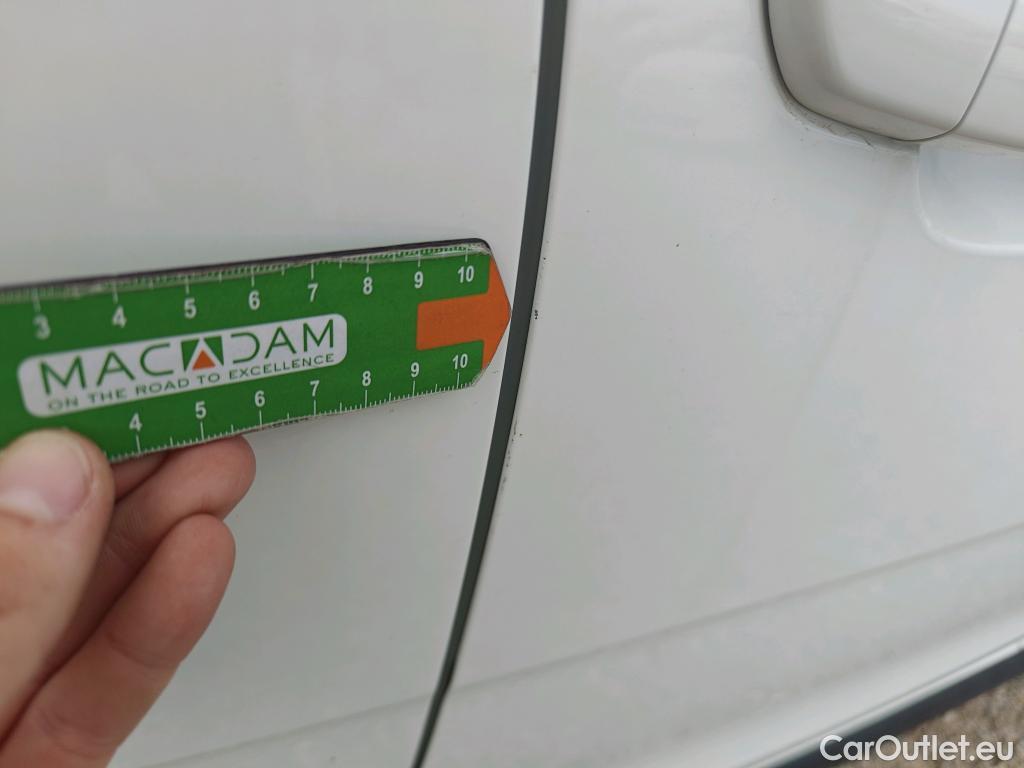 3 4 5 6 7 8 9 10
MACADAM
ON THE ROAD TO EXCELLENCE
4 5 6 7 8 9 10
CarOutlet.eu